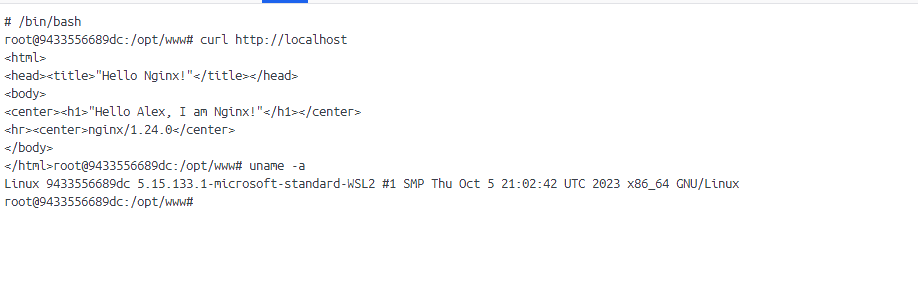 # /bin/bash
root@9433556689dc:/opt/www# curl http://localhost
<html>
<head><title>"Hello Nginx!"</title></head>
<body>
<center><h1>"Hello Alex, I am Nginx!"</h1></center>
<hr><center>nginx/1.24.0</center>
</body>
</html>root@9433556689dc:/opt/www# uname -a
Linux 9433556689dc 5.15.133.1-microsoft-standard-WSL2 #1 SMP Thu Oct 5 21:02:42 UTC 2023 x86_64 GNU/Linux
root@9433556689dc:/opt/www#